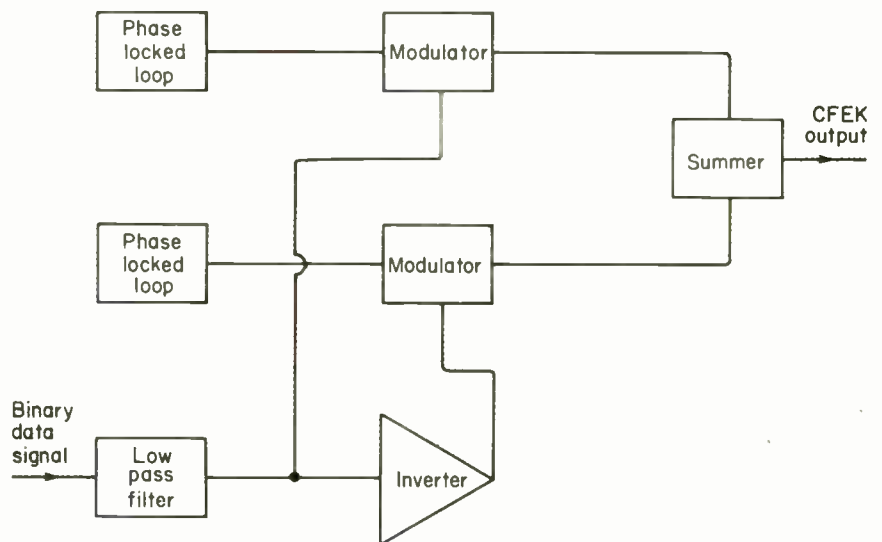 Phase
locked
loop
Modulator
CFEK
output
Summer
Phase
locked
loop
Modulator
Binary
data
signal
Low
pass
filter
Inverter